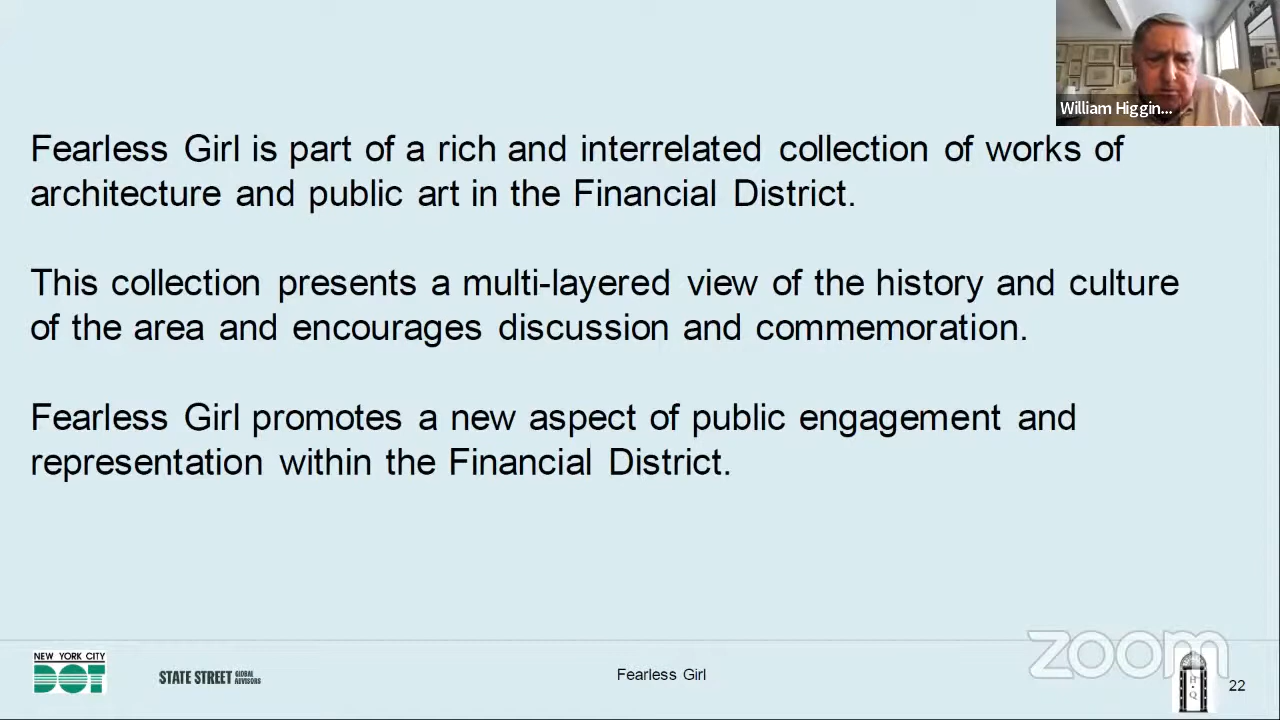 William Higgin...
Fearless Girl is part of a rich and interrelated collection of works of
architecture and public art in the Financial District.
This collection presents a multi-layered view of the history and culture
of the area and encourages discussion and commemoration.
Fearless Girl promotes a new aspect of public engagement and
representation within the Financial District.
NEW YORK CITY
DOT
STATE STREET GLOBAL
ADVISORS
Fearless Girl
zoom
H
Q
22